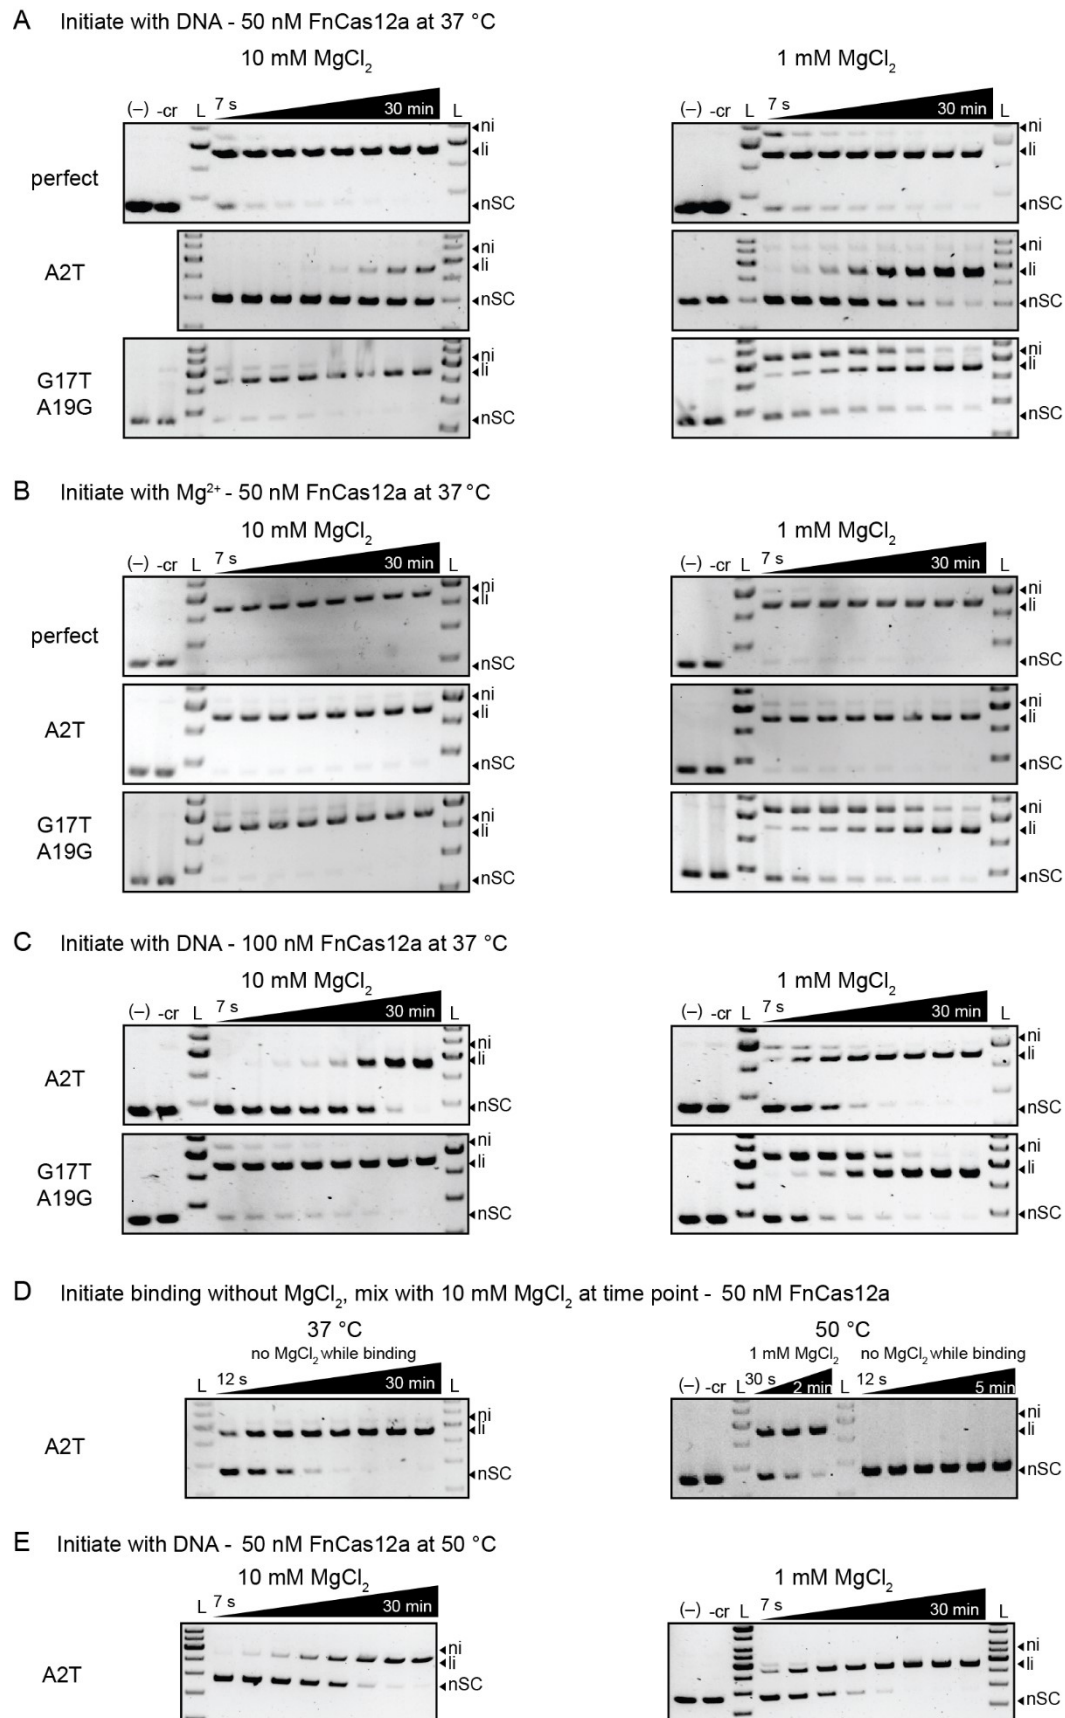 A Initiate with DNA - 50 nM FnCas12a at 37 °C
10 mM MgCl₂
1 mM MgCl₂
(–) -cr L 7 s 30 min L
(–) -cr L 7 s 30 min L
perfect
ni
li
nSC
ni
li
nSC
A2T
ni
li
nSC
ni
li
nSC
G17T
A19G
ni
li
nSC
ni
li
nSC
B Initiate with Mg²⁺ - 50 nM FnCas12a at 37 °C
10 mM MgCl₂
1 mM MgCl₂
(–) -cr L 7 s 30 min L
(–) -cr L 7 s 30 min L
perfect
ni
li
nSC
ni
li
nSC
A2T
ni
li
nSC
ni
li
nSC
G17T
A19G
ni
li
nSC
ni
li
nSC
C Initiate with DNA - 100 nM FnCas12a at 37 °C
10 mM MgCl₂
1 mM MgCl₂
(–) -cr L 7 s 30 min L
(–) -cr L 7 s 30 min L
A2T
ni
li
nSC
ni
li
nSC
G17T
A19G
ni
li
nSC
ni
li
nSC
D Initiate binding without MgCl₂, mix with 10 mM MgCl₂ at time point - 50 nM FnCas12a
37 °C
no MgCl₂ while binding
L 12 s 30 min L
50 °C
1 mM MgCl₂ no MgCl₂ while binding
(–) -cr L 30 s 2 min L 12 s 5 min
A2T
ni
li
nSC
ni
li
nSC
E Initiate with DNA - 50 nM FnCas12a at 50 °C
10 mM MgCl₂
1 mM MgCl₂
L 7 s 30 min
(–) -cr L 7 s 30 min L
A2T
ni
li
nSC
ni
li
nSC